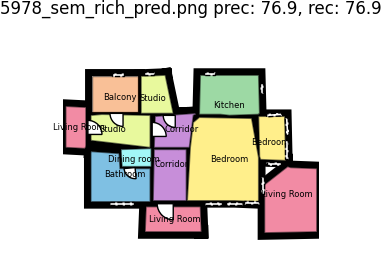 5978_sem_rich_pred.png prec: 76.9, rec: 76.9
Balcony
Studio
Kitchen
Living Room
Studio
Corridor
Bedroom
Dining room
Corridor
Bedroom
Bathroom
Living Room
Living Room